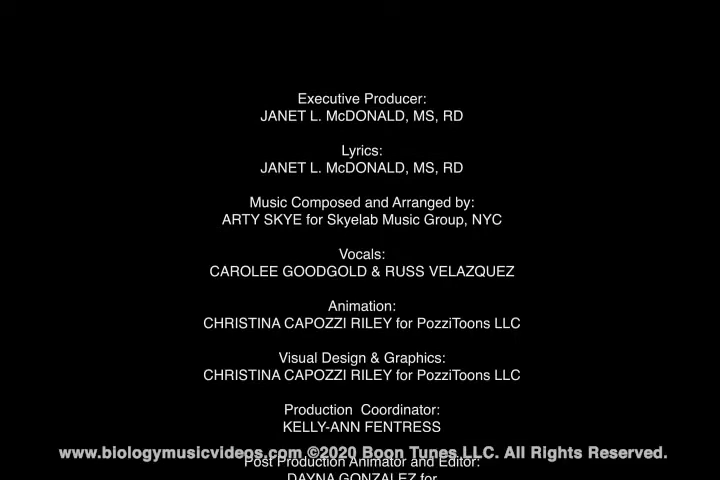 Executive Producer:
JANET L. McDONALD, MS, RD
Lyrics:
JANET L. McDONALD, MS, RD
Music Composed and Arranged by:
ARTY SKYE for Skyelab Music Group, NYC
Vocals:
CAROLEE GOODGOLD & RUSS VELAZQUEZ
Animation:
CHRISTINA CAPOZZI RILEY for PozziToons LLC
Visual Design & Graphics:
CHRISTINA CAPOZZI RILEY for PozziToons LLC
Production Coordinator:
KELLY-ANN FENTRESS
www.biologymusicvideos.com ©2020 Boon Tunes LLC. All Rights Reserved.
Post Production Animator and Editor:
DAYNA GONZALEZ for